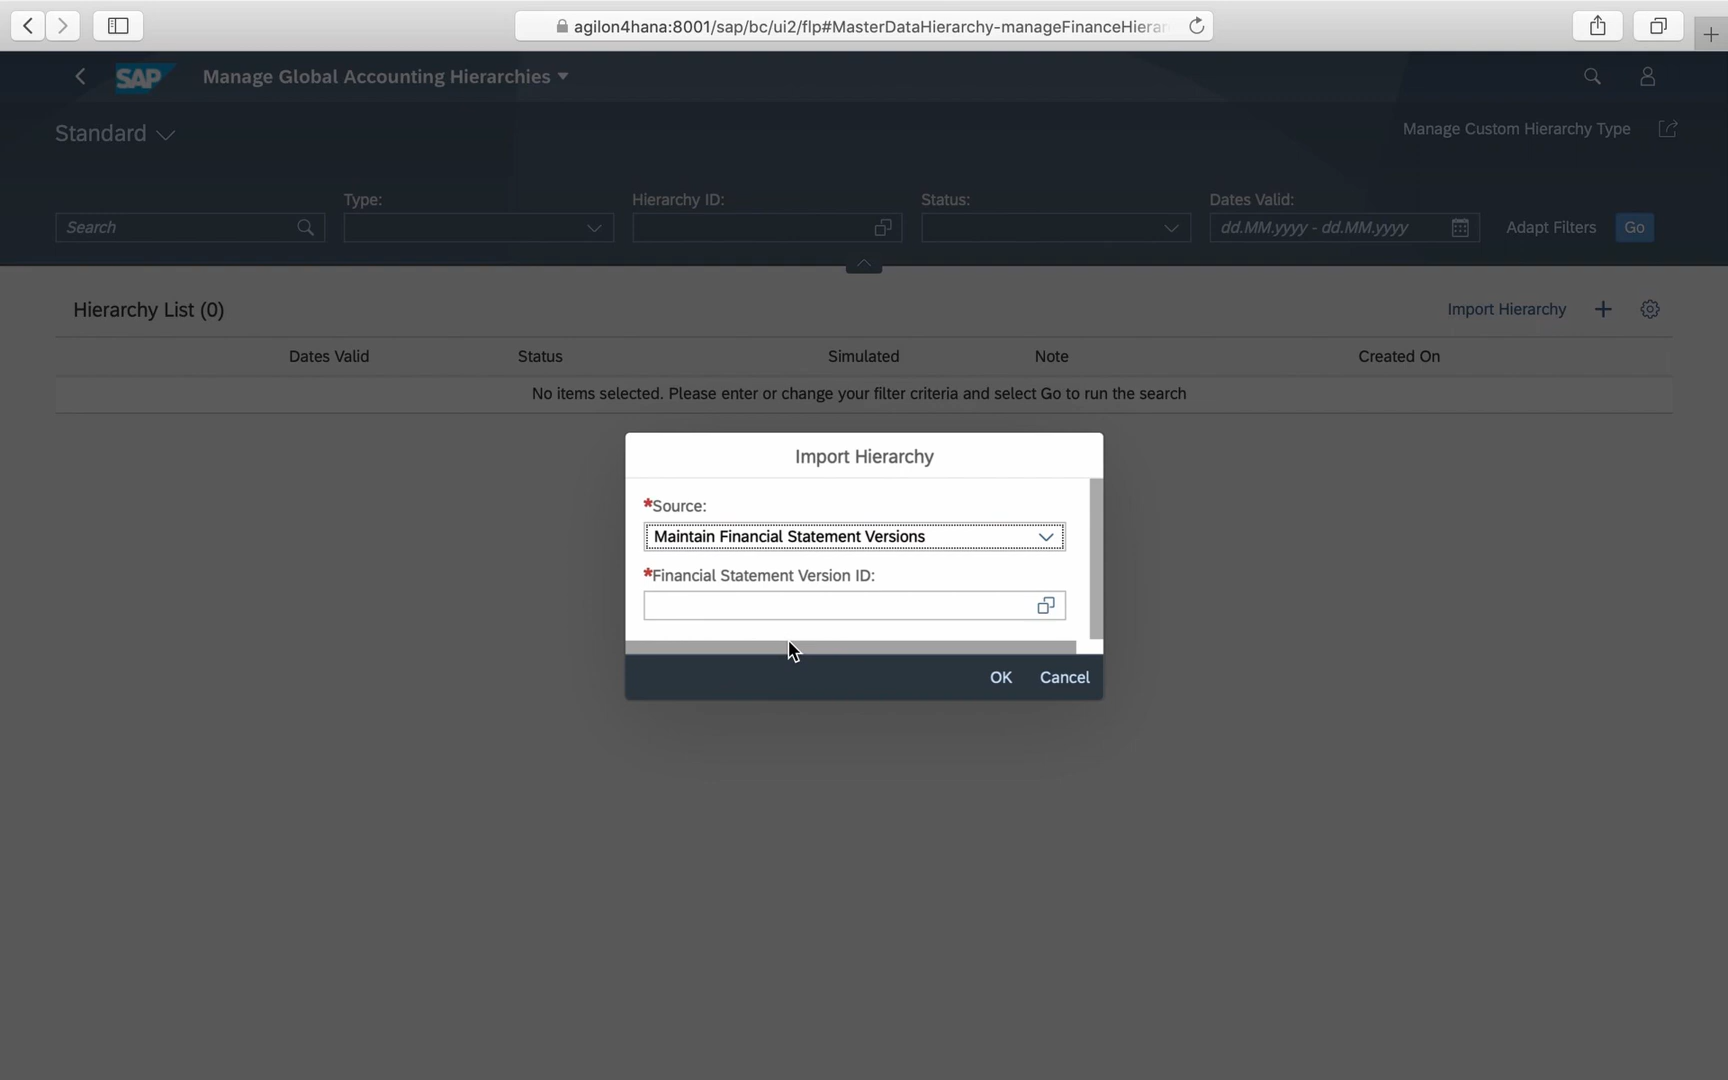 agilon4hana:8001/sap/bc/ui2/flp#MasterDataHierarchy-manageFinanceHierar
SAP Manage Global Accounting Hierarchies
Standard
Manage Custom Hierarchy Type
Type:
Hierarchy ID:
Status:
Dates Valid:
Search
dd.MM.yyyy - dd.MM.yyyy
Adapt Filters
Go
Hierarchy List (0)
Import Hierarchy
Dates Valid Status Simulated Note Created On
No items selected. Please enter or change your filter criteria and select Go to run the search
Import Hierarchy
*Source:
Maintain Financial Statement Versions
*Financial Statement Version ID:
OK Cancel